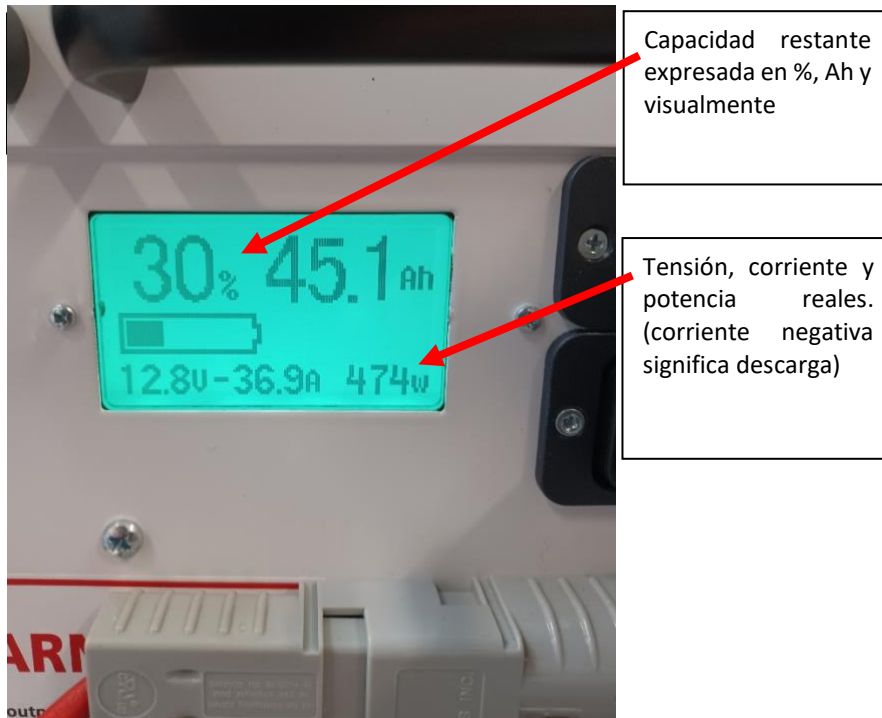 Capacidad restante
expresada en %, Ah y
visualmente
30% 45.1Ah
12.8V-36.9A 474W
Tensión, corriente y
potencia reales.
(corriente negativa
significa descarga)
INC.